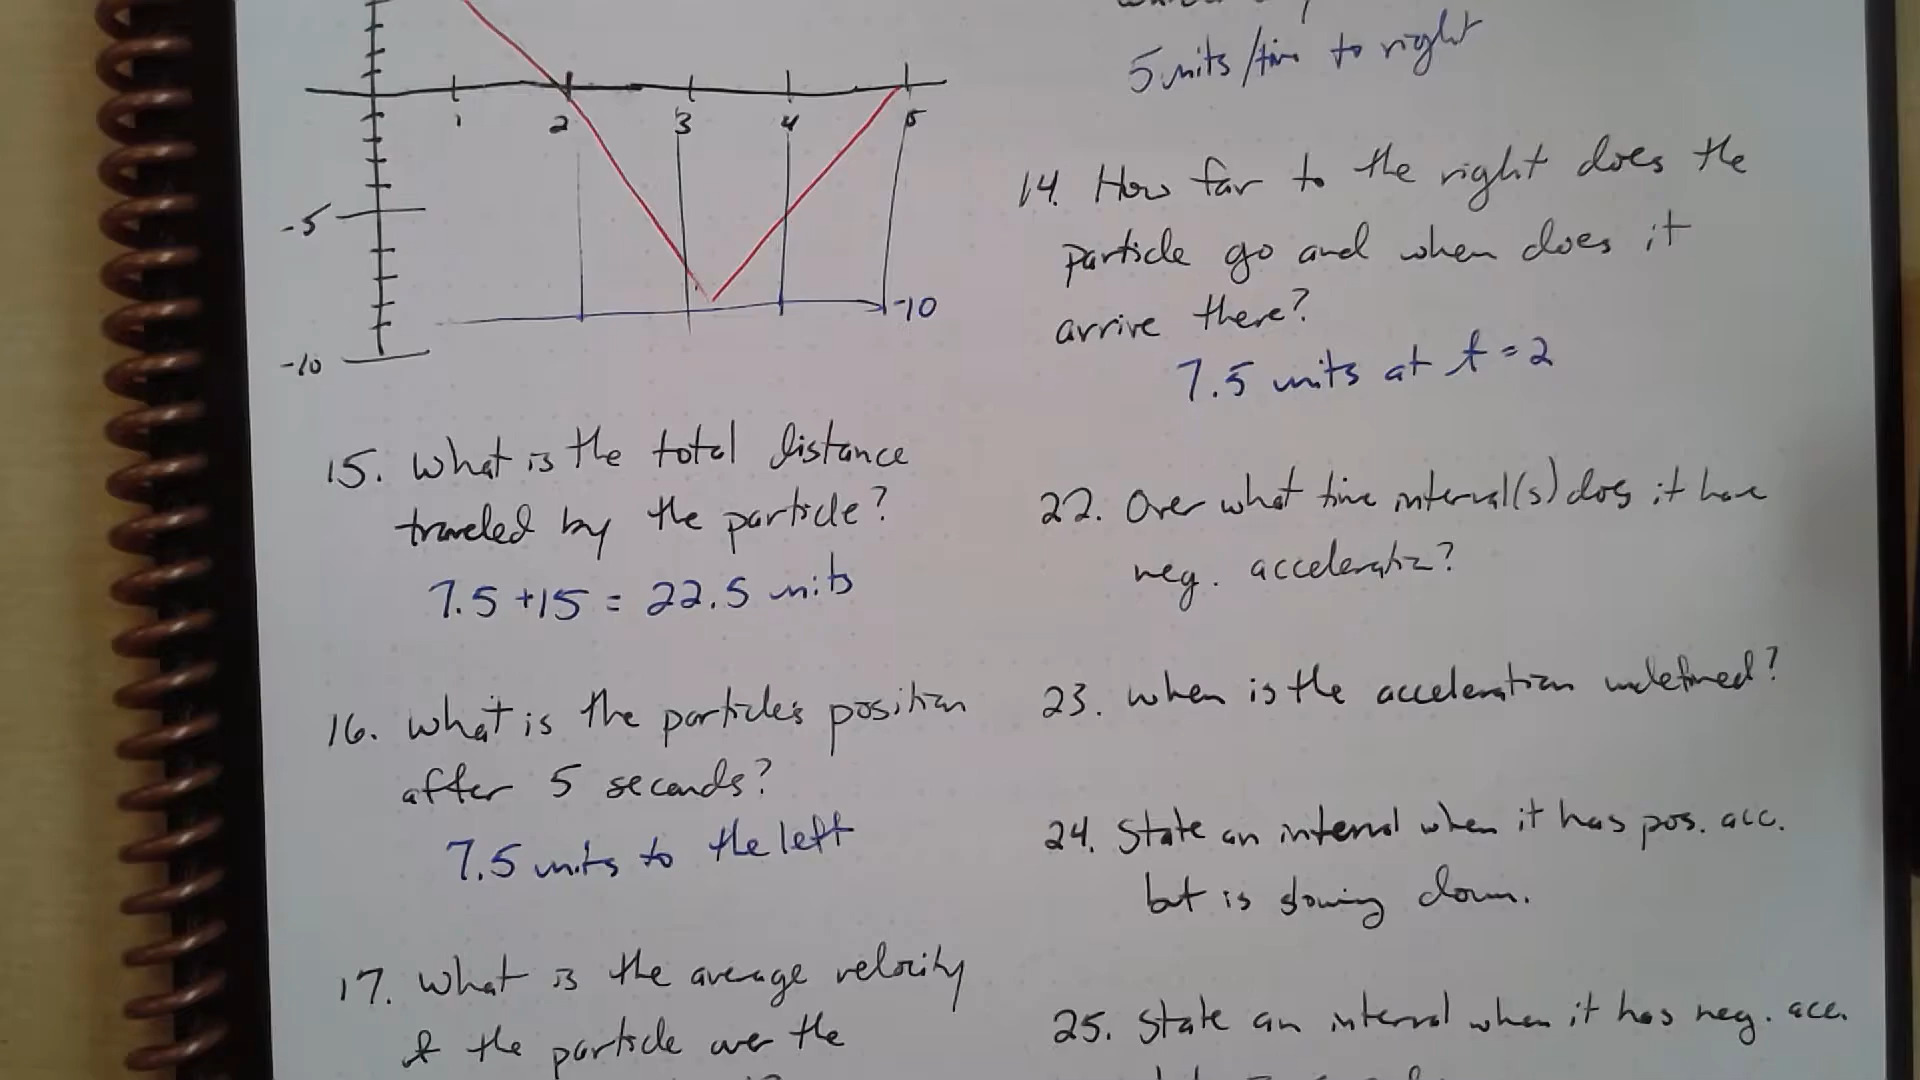 5 units/time to right
1 2 3 4 5
-5
-10
-10
14. How far to the right does the
particle go and when does it
arrive there?
7.5 units at t = 2
15. What is the total distance
traveled by the particle?
7.5 + 15 = 22.5 units
16. What is the particle's position
after 5 seconds?
7.5 units to the left
17. What is the average velocity
of the particle over the
22. Over what time interval(s) does it have
neg. acceleration?
23. When is the acceleration undefined?
24. State an interval when it has pos. acc.
but is slowing down.
25. State an interval when it has neg. acc.